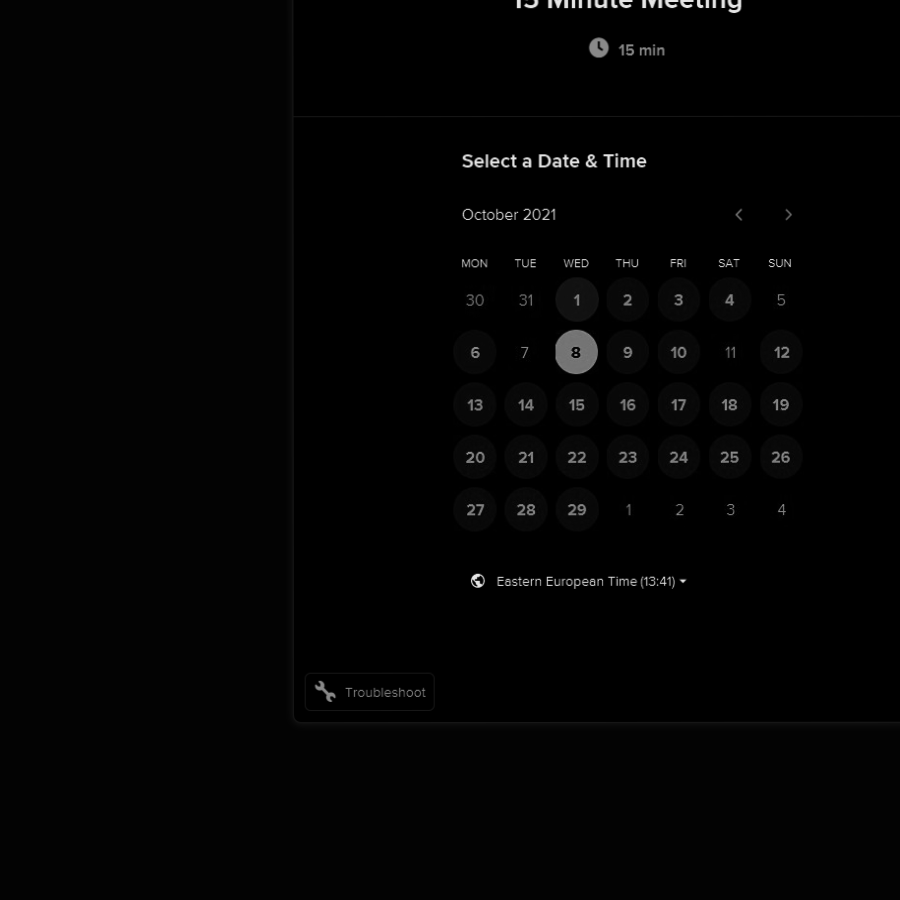 15 Minute Meeting
15 min
Select a Date & Time
October 2021
MON TUE WED THU FRI SAT SUN
30 31 1 2 3 4 5
6 7 8 9 10 11 12
13 14 15 16 17 18 19
20 21 22 23 24 25 26
27 28 29 1 2 3 4
Eastern European Time (13:41)
Troubleshoot